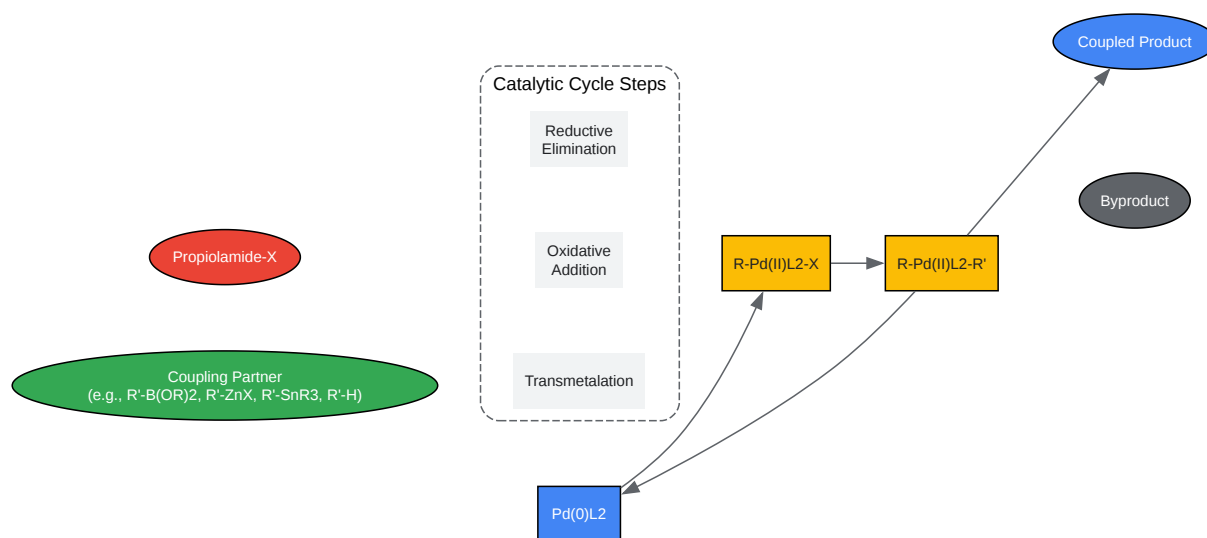 Coupled Product
Catalytic Cycle Steps
Reductive
Elimination
Byproduct
Propiolamide-X
Oxidative
Addition
R-Pd(II)L2-X
R-Pd(II)L2-R'
Coupling Partner
(e.g., R'-B(OR)2, R'-ZnX, R'-SnR3, R'-H)
Transmetalation
Pd(0)L2